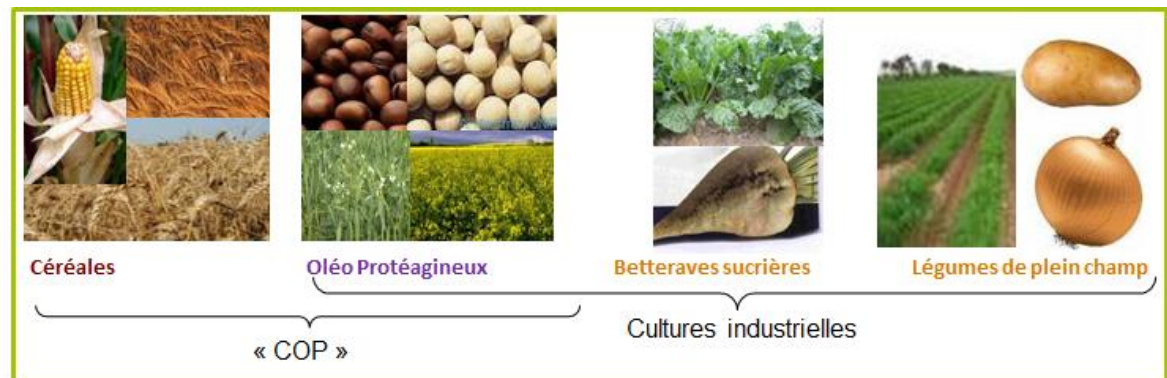 Céréales
Oléo Protéagineux
Betteraves sucrières
Légumes de plein champ
« COP »
Cultures industrielles